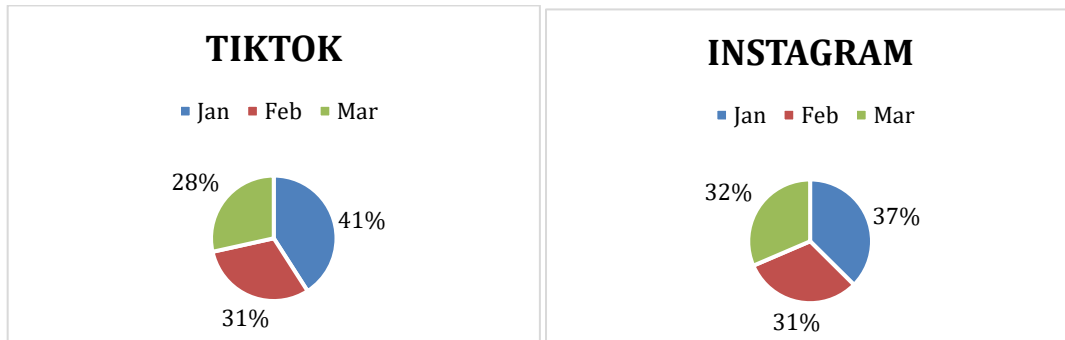 TIKTOK
Jan Feb Mar
28%
41%
31%
INSTAGRAM
Jan Feb Mar
32%
37%
31%